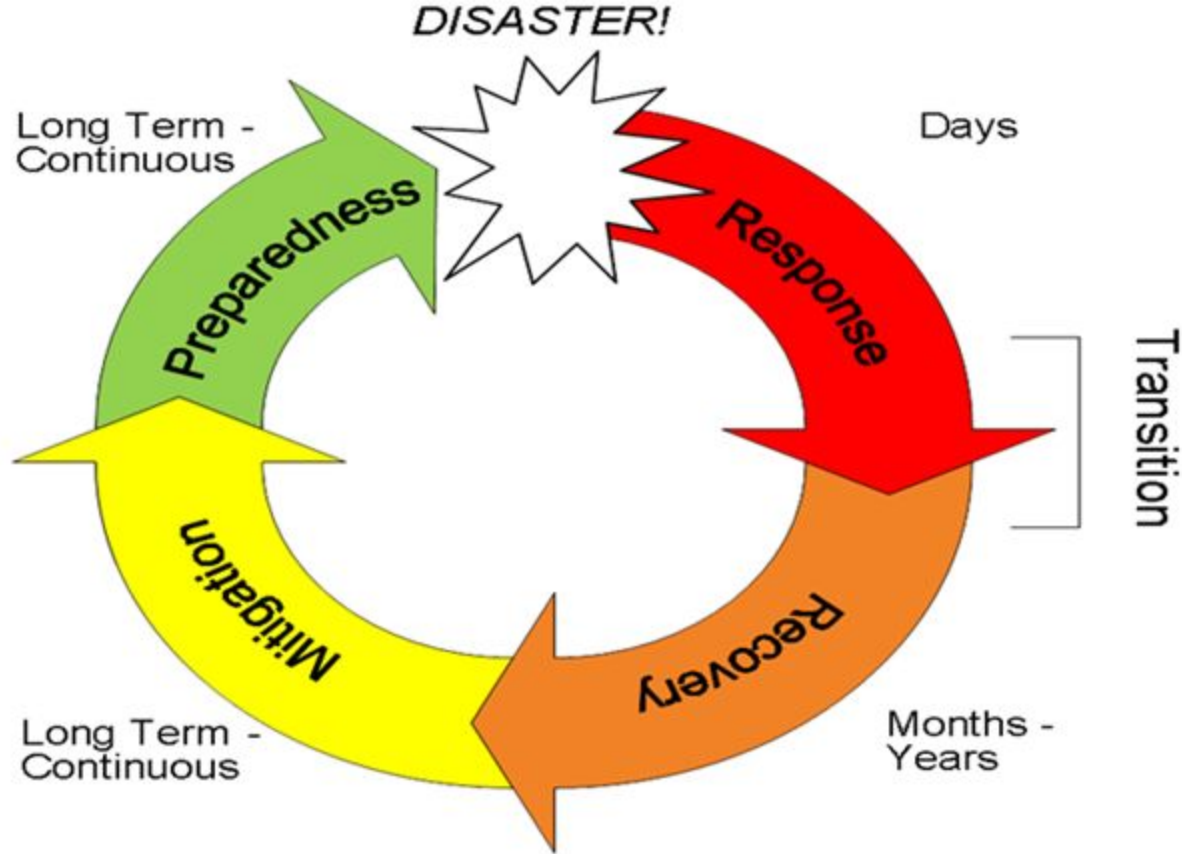 DISASTER!
Long Term -
Continuous
Days
Preparedness
Response
Transition
Mitigation
Recovery
Long Term -
Continuous
Months -
Years